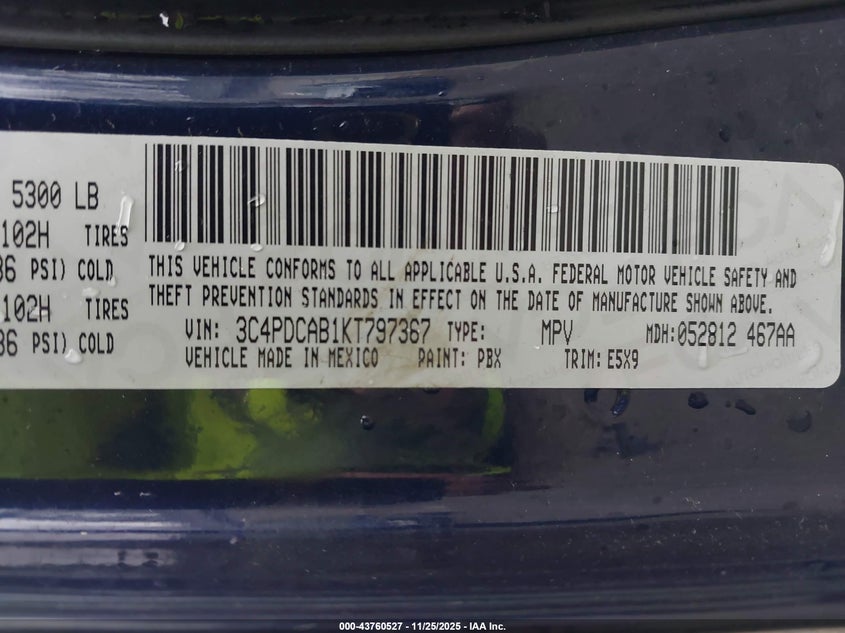 5300 LB
102H TIRES
36 PSI) COLD
102H TIRES
36 PSI) COLD
THIS VEHICLE CONFORMS TO ALL APPLICABLE U.S.A. FEDERAL MOTOR VEHICLE SAFETY AND
THEFT PREVENTION STANDARDS IN EFFECT ON THE DATE OF MANUFACTURE SHOWN ABOVE.
VIN: 3C4PDCAB1KT797367 TYPE: MPV MDH:052812 467AA
VEHICLE MADE IN MEXICO PAINT: PBX TRIM:E5X9
000-43760527 - 11/25/2025 - IAA Inc.